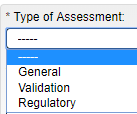 * Type of Assessment:
-----
-----
General
Validation
Regulatory